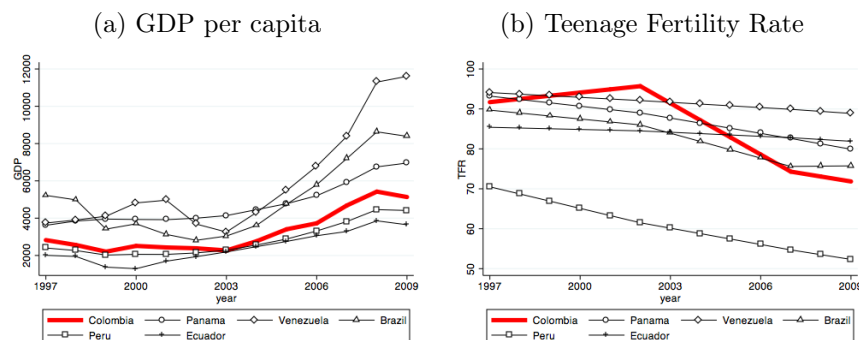 (a) GDP per capita
(b) Teenage Fertility Rate
GDP
2000 4000 6000 8000 10000 12000
1997 2000 2003 2006 2009
year
Colombia Panama Venezuela Brazil
Peru Ecuador
TFR
50 60 70 80 90 100
1997 2000 2003 2006 2009
year
Colombia Panama Venezuela Brazil
Peru Ecuador